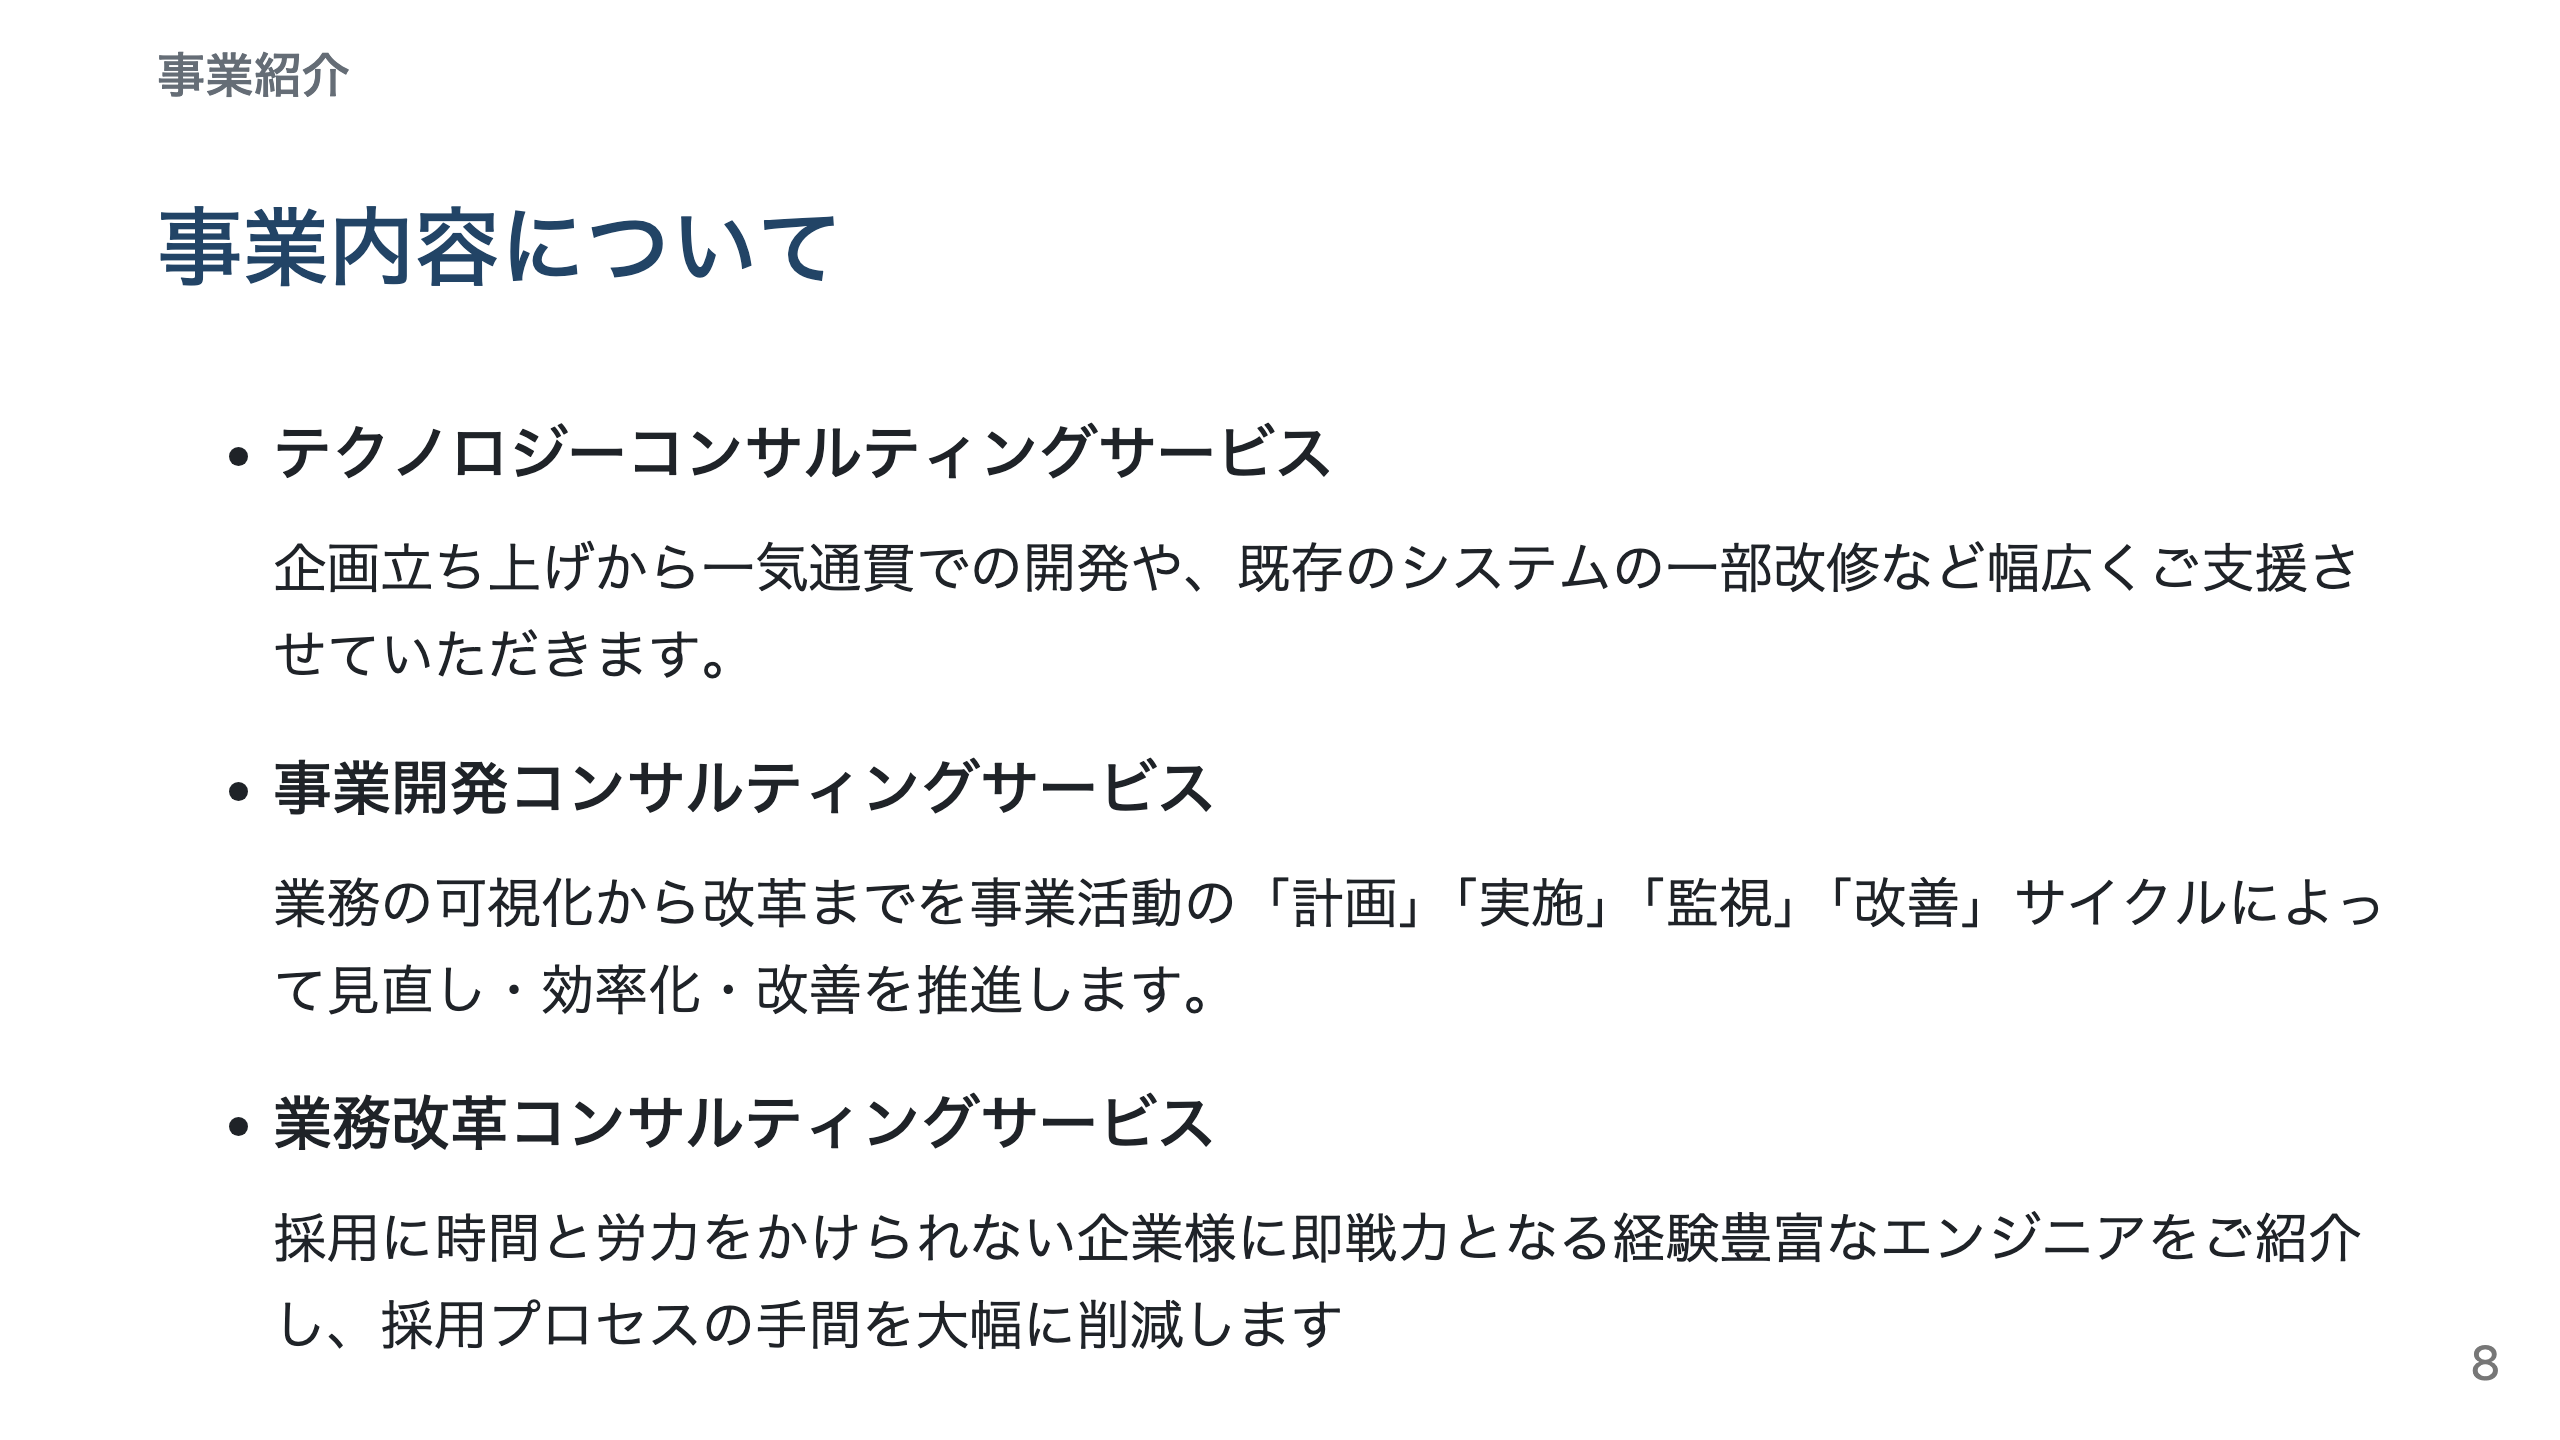 事業紹介
事業内容について
• テクノロジーコンサルティングサービス
企画立ち上げから一気通貫での開発や、既存のシステムの一部改修など幅広くご支援さ
せていただきます。
• 事業開発コンサルティングサービス
業務の可視化から改革までを事業活動の「計画」「実施」「監視」「改善」サイクルによっ
て見直し・効率化・改善を推進します。
• 業務改革コンサルティングサービス
採用に時間と労力をかけられない企業様に即戦力となる経験豊富なエンジニアをご紹介
し、採用プロセスの手間を大幅に削減します
8